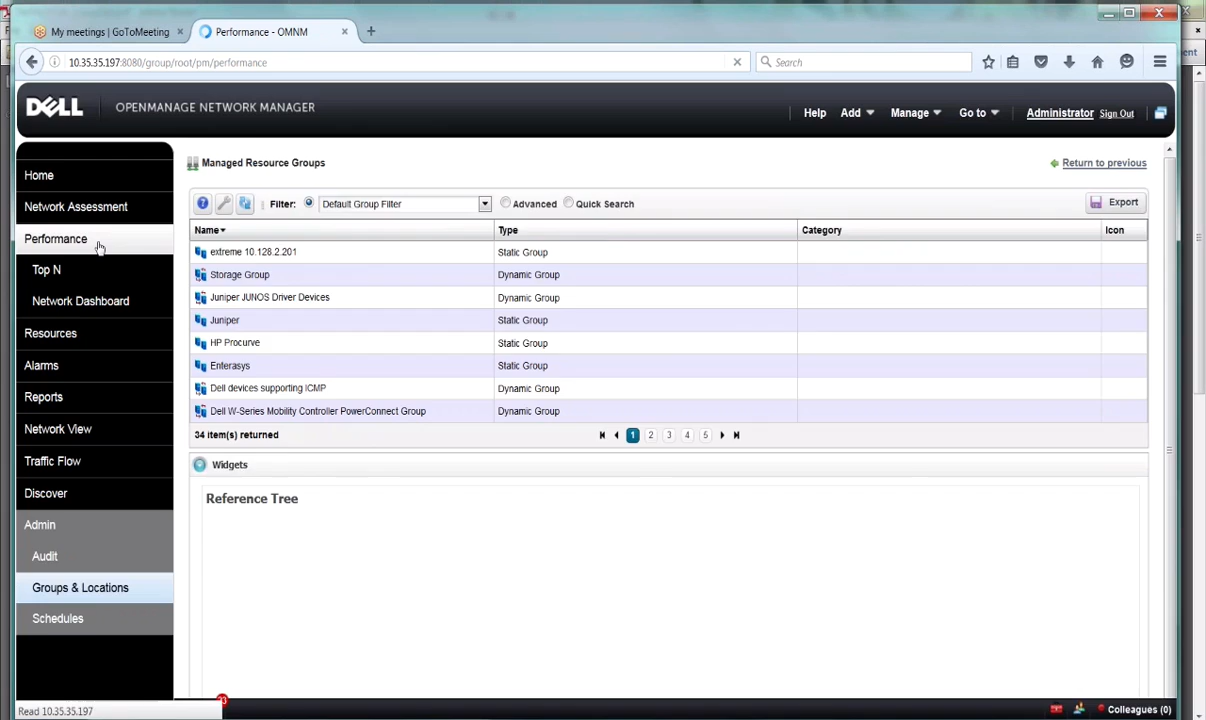 My meetings | GoToMeeting
Performance - OMNM
10.35.35.197:8080/group/root/pm/performance
Search
DELL
OPENMANAGE NETWORK MANAGER
Help
Add
Manage
Go to
Administrator
Sign Out
Home
Network Assessment
Performance
Top N
Network Dashboard
Resources
Alarms
Reports
Network View
Traffic Flow
Discover
Admin
Audit
Groups & Locations
Schedules
Managed Resource Groups
Return to previous
Filter:
Default Group Filter
Advanced
Quick Search
Export
Name Type Category Icon
extreme 10.128.2.201 Static Group
Storage Group Dynamic Group
Juniper JUNOS Driver Devices Dynamic Group
Juniper Static Group
HP Procurve Static Group
Enterasys Static Group
Dell devices supporting ICMP Dynamic Group
Dell W-Series Mobility Controller PowerConnect Group Dynamic Group
34 item(s) returned
1 2 3 4 5
Widgets
Reference Tree
Read 10.35.35.197
Colleagues (0)